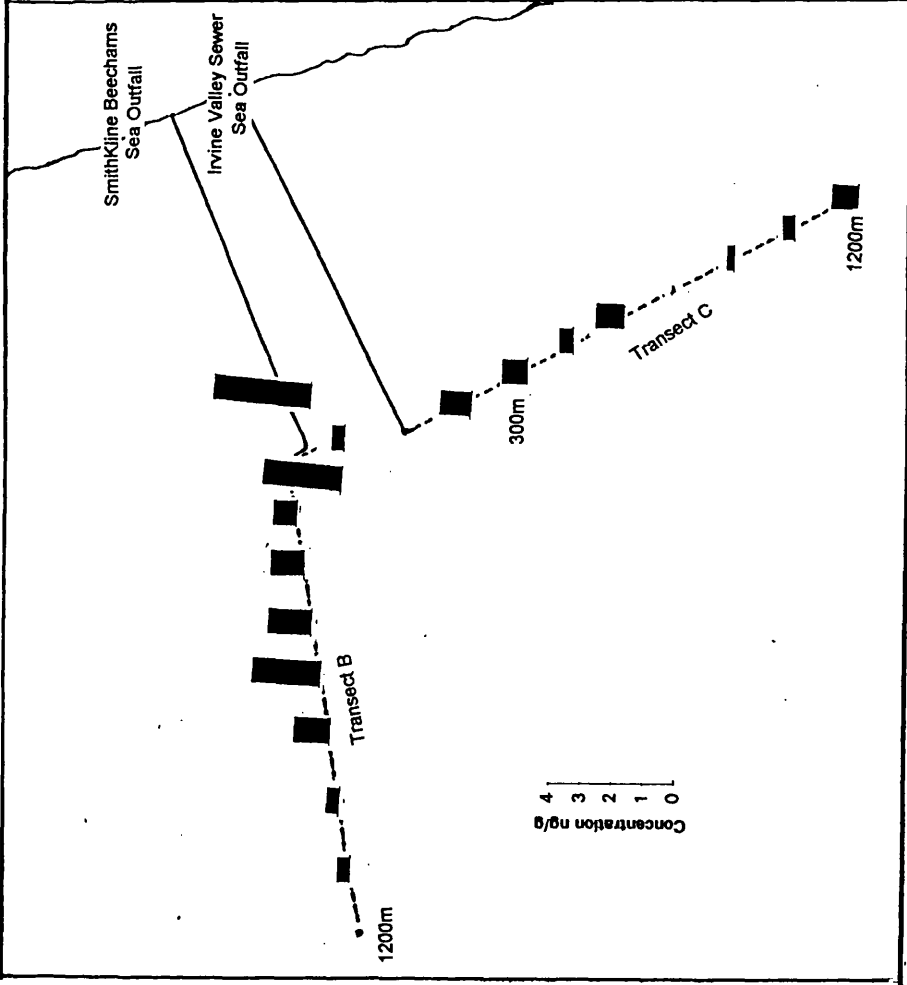 SmithKline Beechams
Sea Outfall
Irvine Valley Sewer
Sea Outfall
Transect B
1200m
300m
Transect C
1200m
Concentration ng/g
4
3
2
1
0